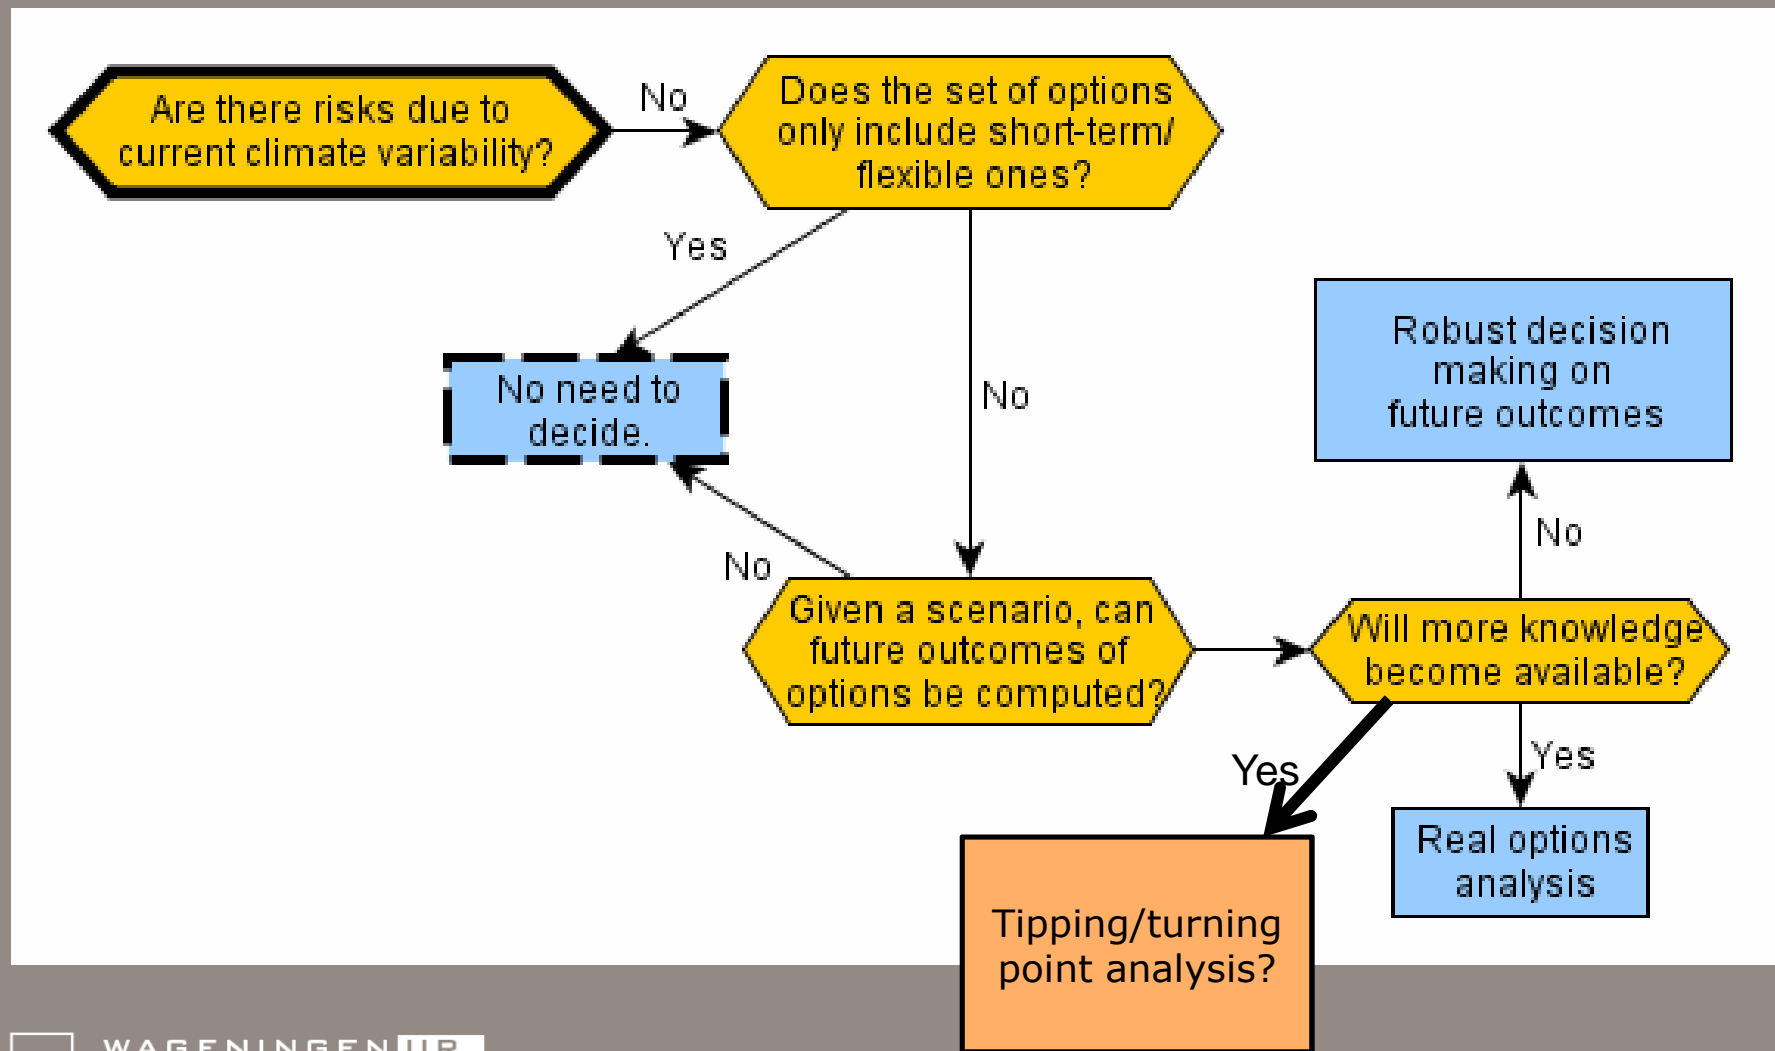 Are there risks due to
current climate variability?
No
Does the set of options
only include short-term/
flexible ones?
Yes
No
No need to
decide.
No
Given a scenario, can
future outcomes of
options be computed?
Will more knowledge
become available?
No
Robust decision
making on
future outcomes
Yes
Yes
Real options
analysis
Tipping/turning
point analysis?
WAGENINGEN UR